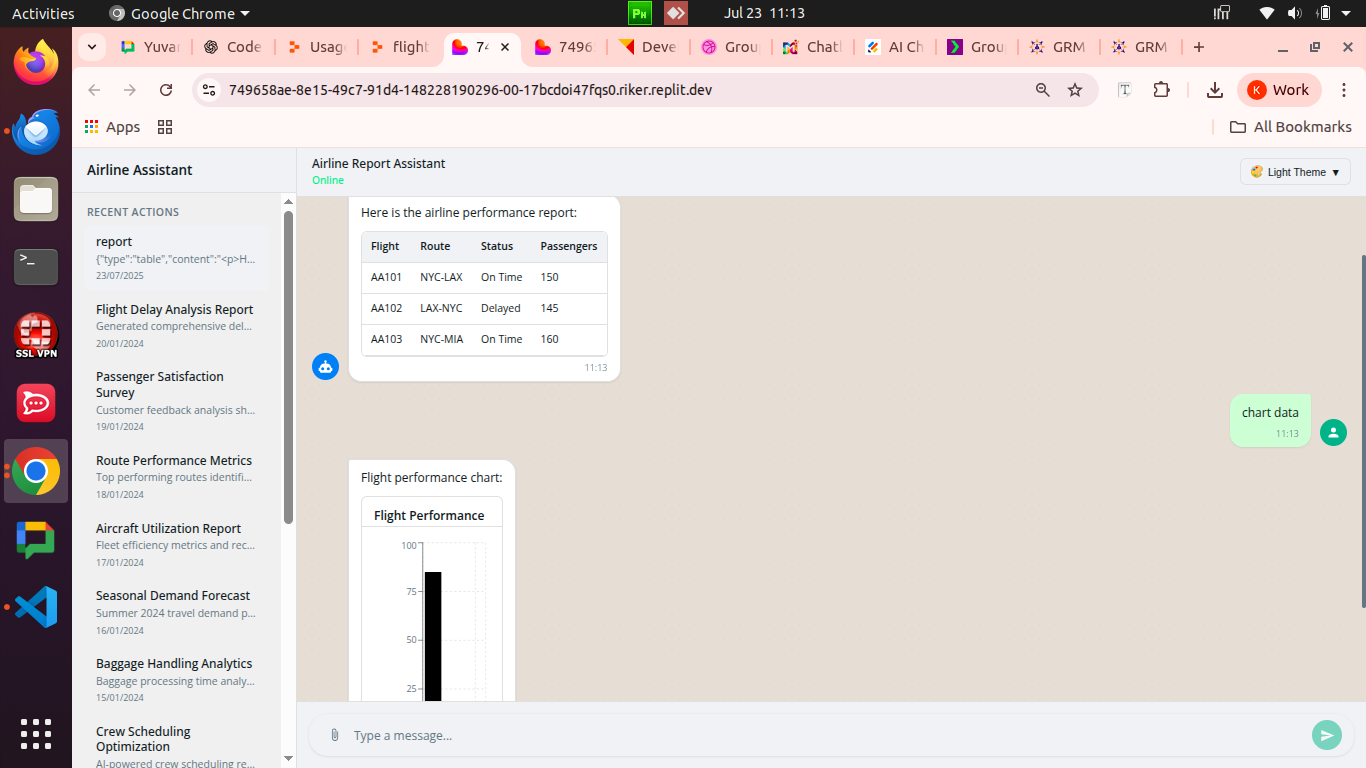 Activities
Google Chrome
Jul 23 11:13
Yuvar
Code
Usag
flight
74
7496
Deve
Grou
Chatl
AI Ch
Grou
GRM
GRM
749658ae-8e15-49c7-91d4-148228190296-00-17bcdoi47fqs0.riker.replit.dev
K Work
Apps
All Bookmarks
SSL VPN
Airline Assistant
RECENT ACTIONS
report
{"type":"table","content":"<p>H...
23/07/2025
Flight Delay Analysis Report
Generated comprehensive del...
20/01/2024
Passenger Satisfaction
Survey
Customer feedback analysis sh...
19/01/2024
Route Performance Metrics
Top performing routes identifi...
18/01/2024
Aircraft Utilization Report
Fleet efficiency metrics and rec...
17/01/2024
Seasonal Demand Forecast
Summer 2024 travel demand p...
16/01/2024
Baggage Handling Analytics
Baggage processing time analy...
15/01/2024
Crew Scheduling
Optimization
AI-powered crew scheduling re...
Airline Report Assistant
Online
Light Theme
Here is the airline performance report:
Flight Route Status Passengers
AA101 NYC-LAX On Time 150
AA102 LAX-NYC Delayed 145
AA103 NYC-MIA On Time 160
11:13
chart data
11:13
Flight performance chart:
Flight Performance
100
75
50
25
Type a message...